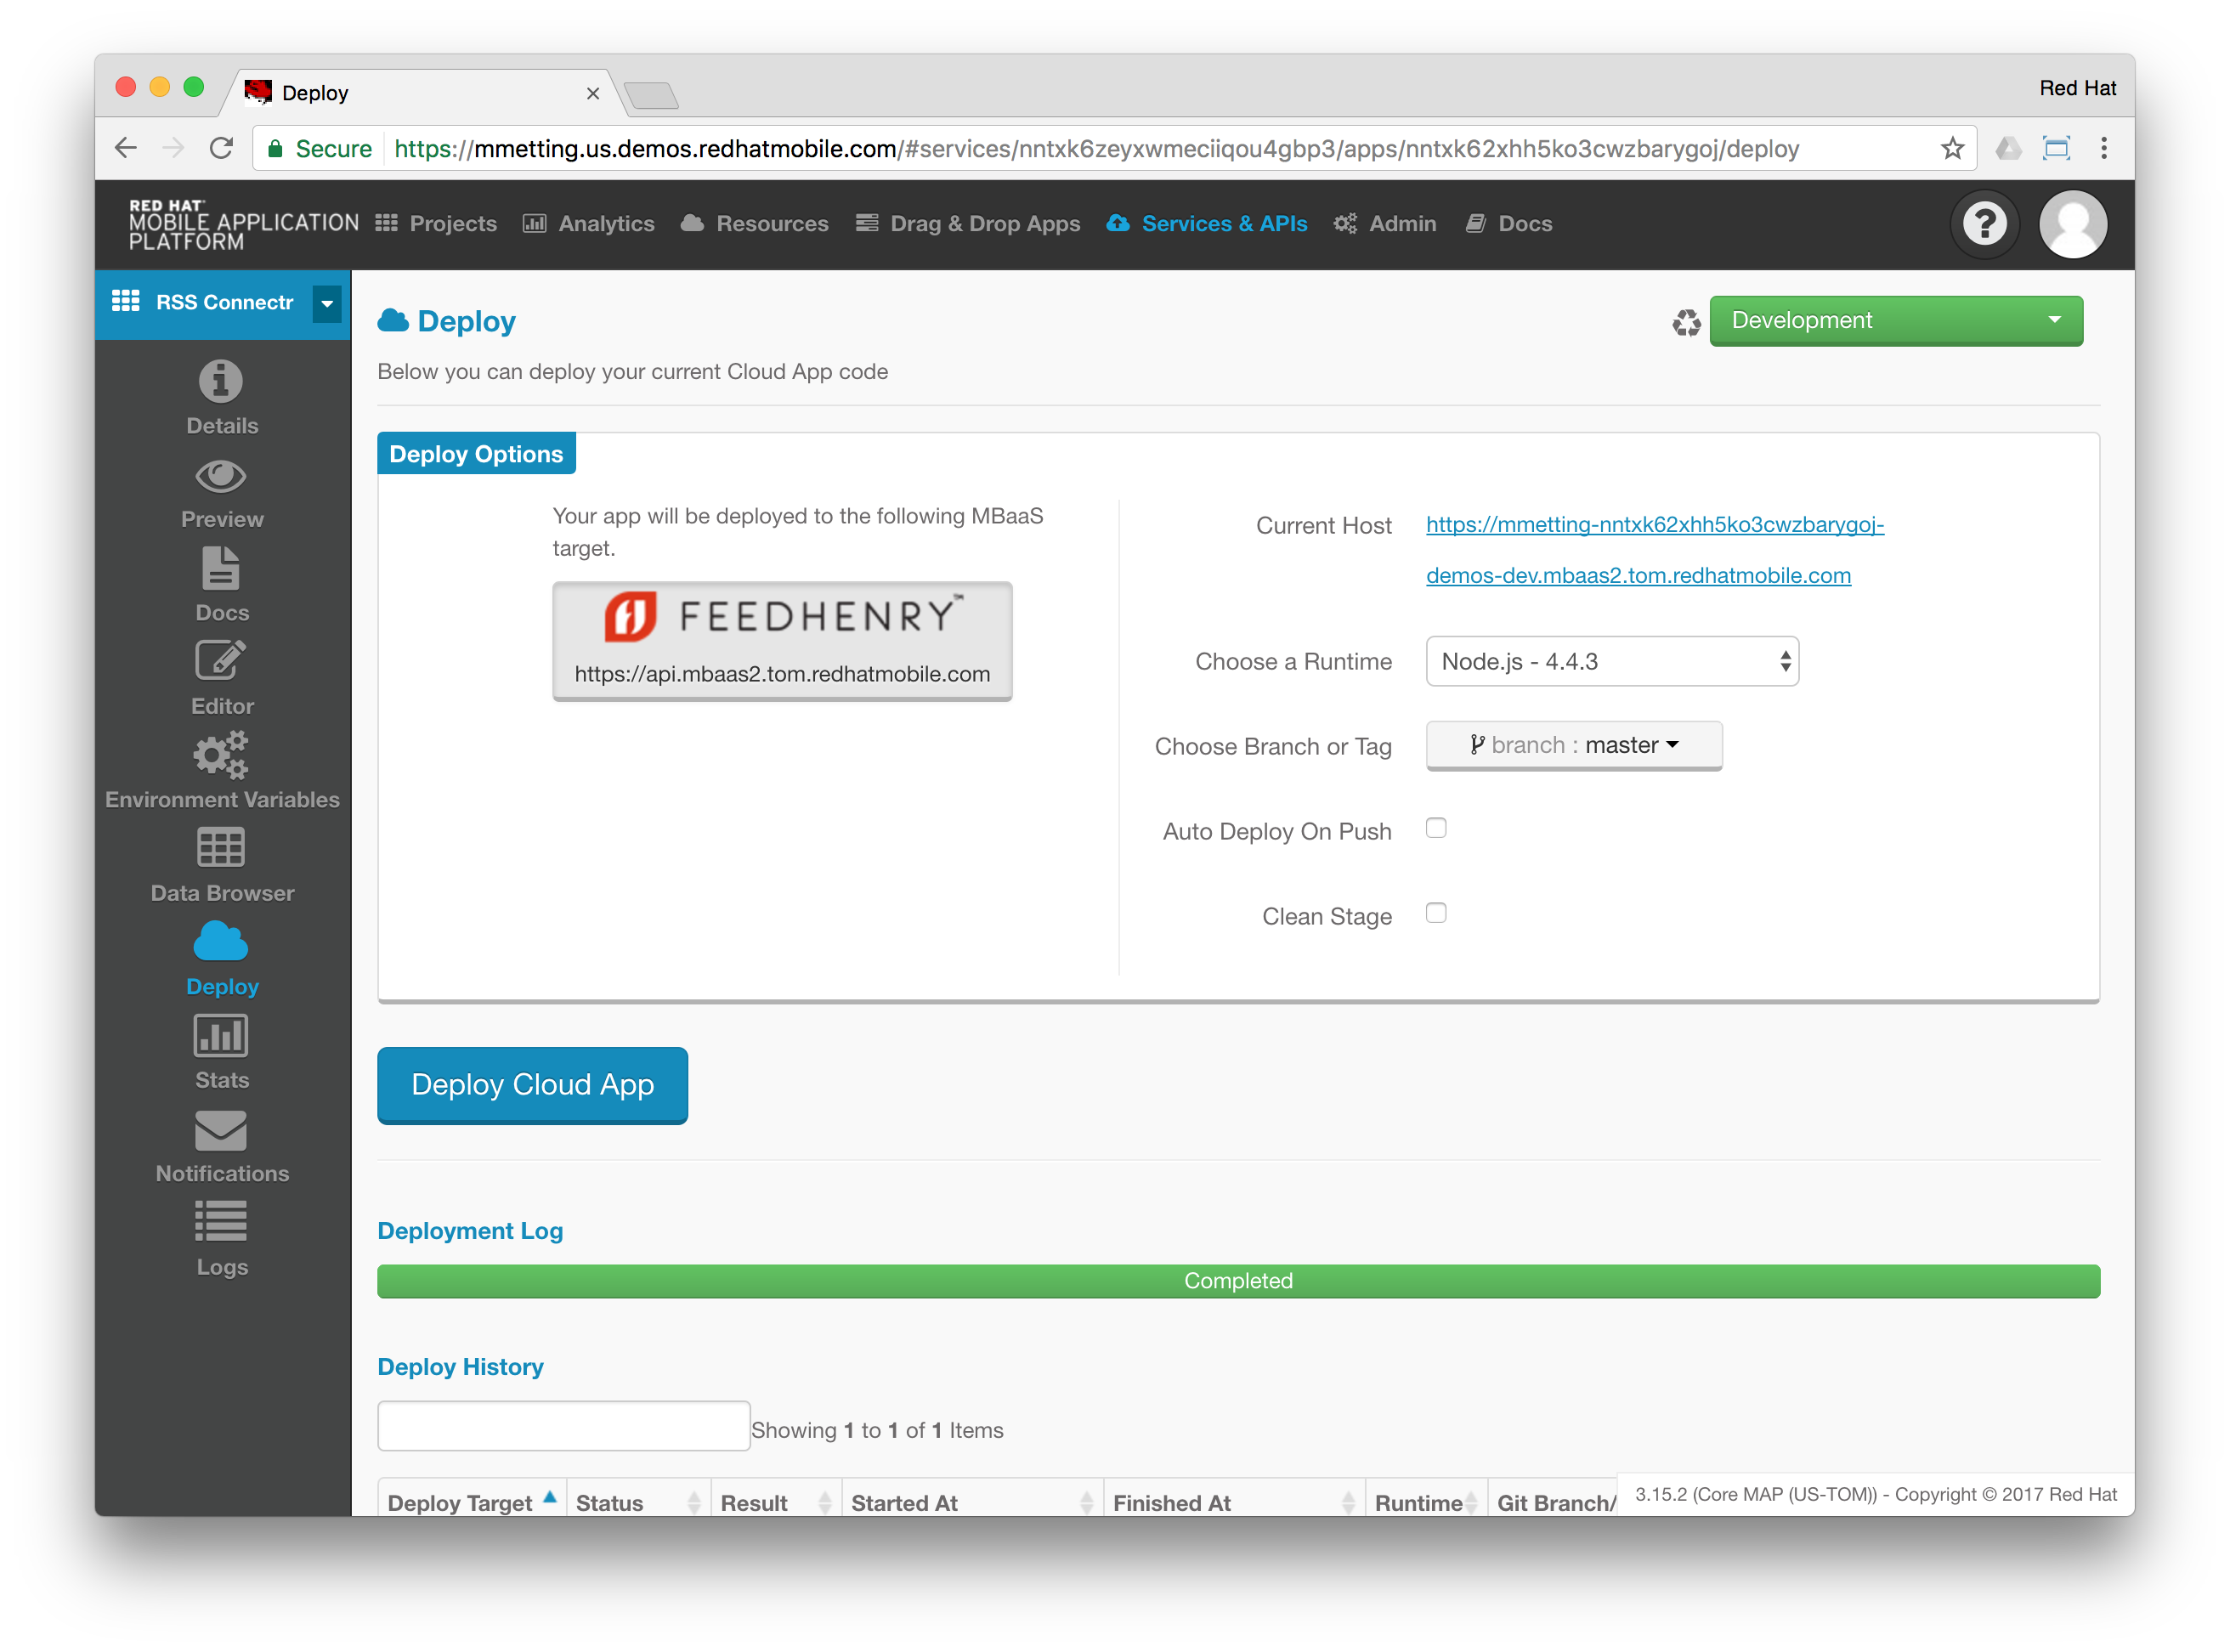 Deploy
Red Hat
Secure https://mmetting.us.demos.redhatmobile.com/#services/nntxk6zeyxwmeciiqou4gbp3/apps/nntxk62xhh5ko3cwzbarygoj/deploy
RED HAT
MOBILE APPLICATION
PLATFORM
Projects Analytics Resources Drag & Drop Apps Services & APIs Admin Docs
RSS Connectr
Details
Preview
Docs
Editor
Environment Variables
Data Browser
Deploy
Stats
Notifications
Logs
Deploy
Development
Below you can deploy your current Cloud App code
Deploy Options
Your app will be deployed to the following MBaaS
target.
FEEDHENRY™
https://api.mbaas2.tom.redhatmobile.com
Current Host https://mmetting-nntxk62xhh5ko3cwzbarygoj-
demos-dev.mbaas2.tom.redhatmobile.com
Choose a Runtime Node.js - 4.4.3
Choose Branch or Tag branch : master
Auto Deploy On Push
Clean Stage
Deploy Cloud App
Deployment Log
Completed
Deploy History
Showing 1 to 1 of 1 Items
Deploy Target Status Result Started At Finished At Runtime Git Branch/
3.15.2 (Core MAP (US-TOM)) - Copyright © 2017 Red Hat